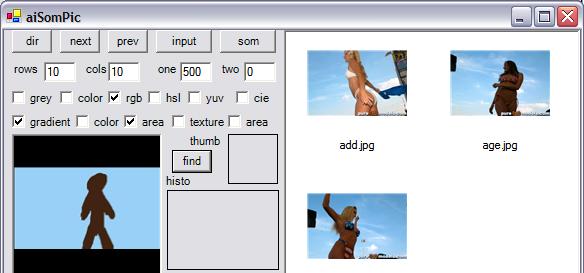 aiSomPic
dir next prev input som
rows 10 cols 10 one 500 two 0
grey color rgb hsl yuv cie
gradient color area texture area
thumb
find
histo
add.jpg age.jpg